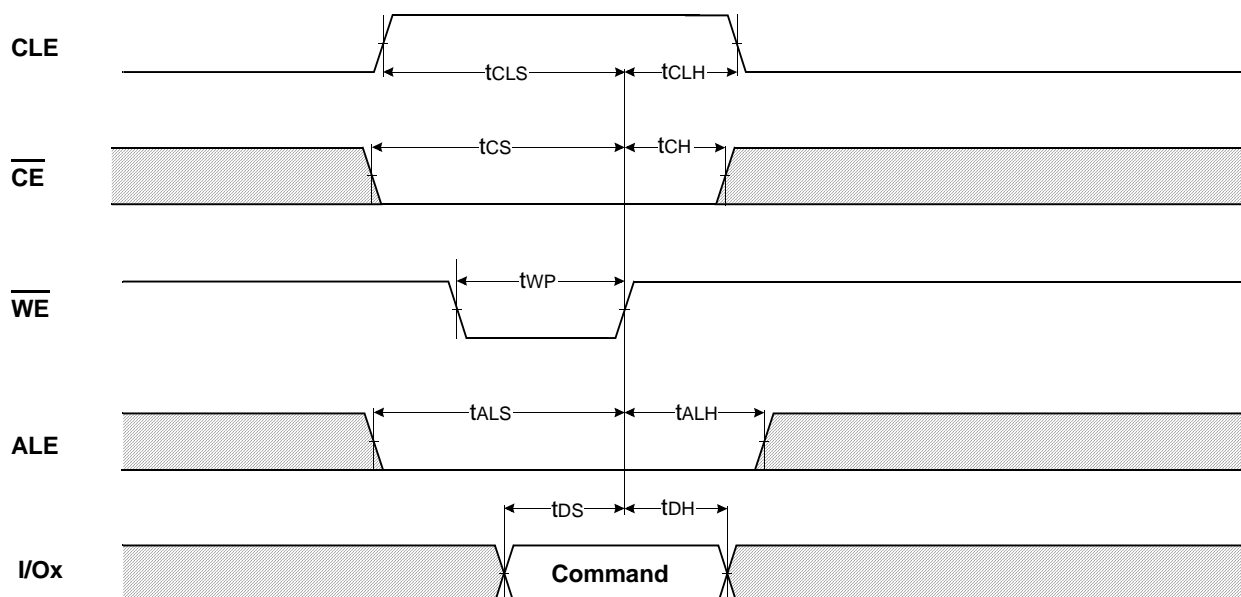 CLE
tCLS
tCLH
CE
tCS
tCH
WE
tWP
ALE
tALS
tALH
I/Ox
tDS
tDH
Command